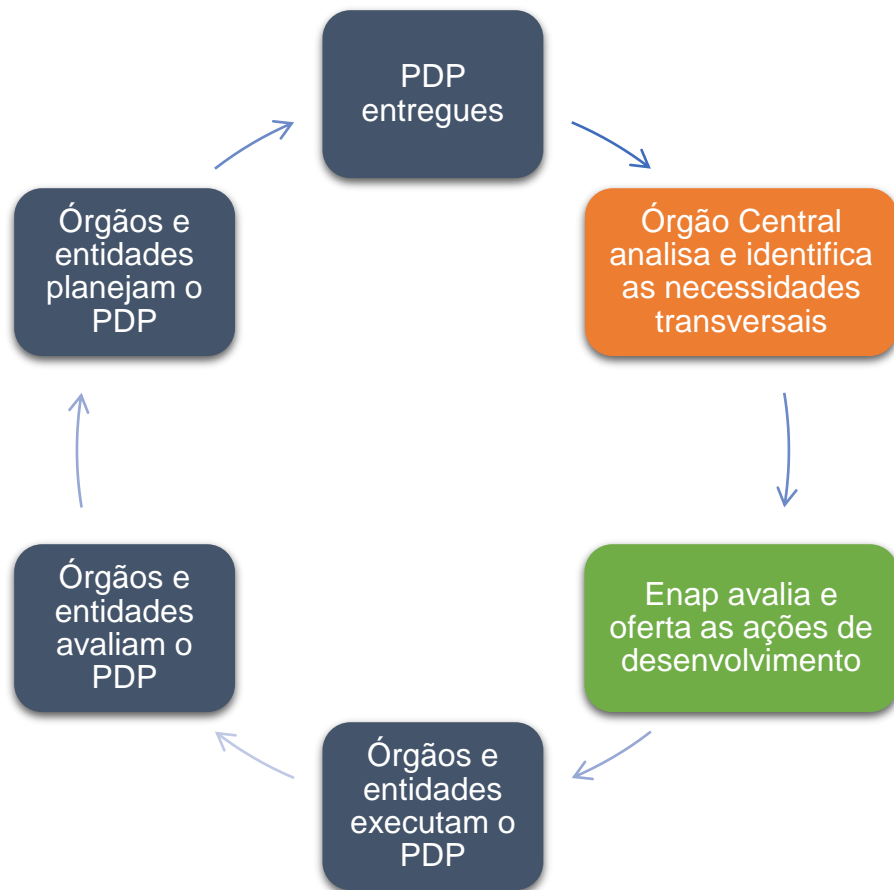 PDP
entregues
Órgão Central
analisa e identifica
as necessidades
transversais
Enap avalia e
oferta as ações de
desenvolvimento
Órgãos e
entidades
executam o
PDP
Órgãos e
entidades
avaliam o
PDP
Órgãos e
entidades
planejam o
PDP